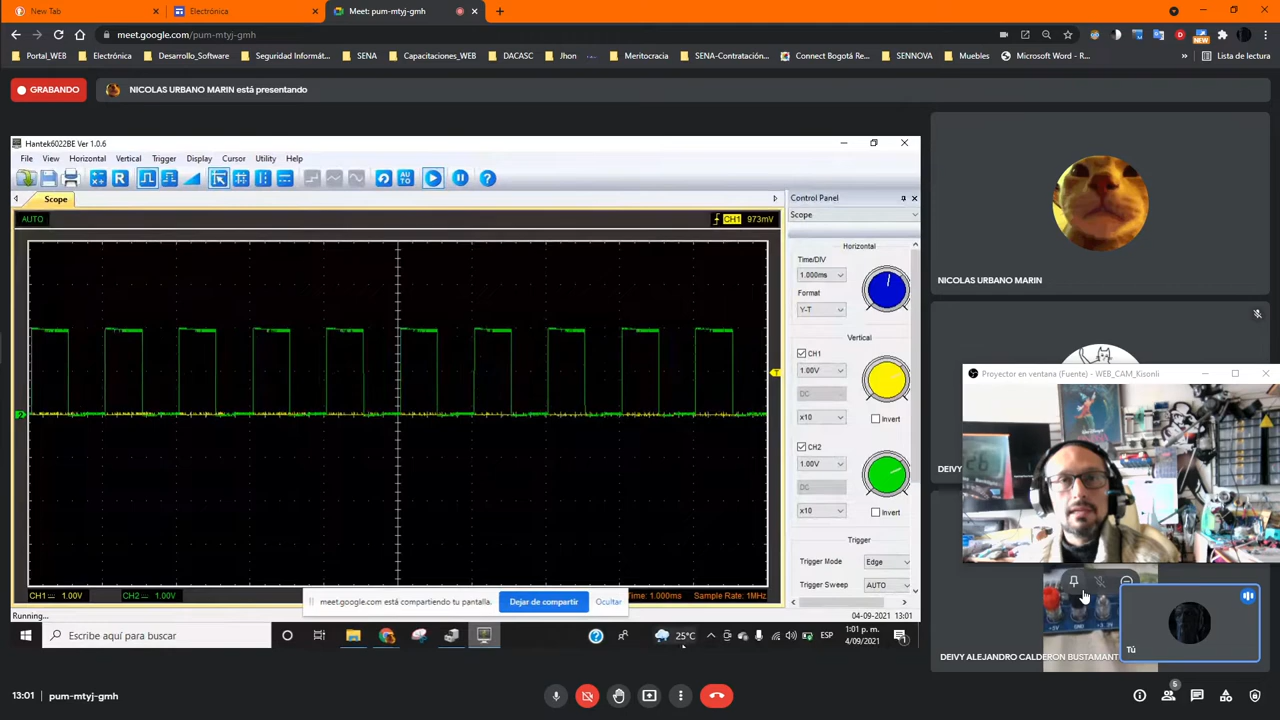 New Tab
Electrónica
Meet: pum-mtyj-gmh
meet.google.com/pum-mtyj-gmh
NEW
Portal_WEB
Electrónica
Desarrollo_Software
Seguridad Informát...
SENA
Capacitaciones_WEB
DACASC
Jhon
Meritocracia
SENA-Contratación...
Connect Bogotá Reg...
SENNOVA
Muebles
Microsoft Word - R...
»
Lista de lectura
GRABANDO
NICOLAS URBANO MARIN está presentando
Hantek6022BE Ver 1.0.6
File View Horizontal Vertical Trigger Display Cursor Utility Help
R
AUTO
?
Scope
Control Panel
Scope
AUTO
CH1 973mV
Horizontal
Time/DIV
1.000ms
Format
Y-T
Vertical
CH1
1.00V
DC
x10
Invert
CH2
1.00V
DC
x10
Invert
Trigger
Trigger Mode Edge
Trigger Sweep AUTO
T
2
CH1 1.00V
CH2 1.00V
Time: 1.000ms
Sample Rate: 1MHz
meet.google.com está compartiendo tu pantalla.
Dejar de compartir
Ocultar
Running...
04-09-2021 13:01
Escribe aquí para buscar
25°C
ESP
1:01 p. m.
4/09/2021
1
NICOLAS URBANO MARIN
DEIVY
Proyector en ventana (Fuente) - WEB_CAM_Kisonli
DEIVY ALEJANDRO CALDERON BUSTAMANT
Tú
13:01
pum-mtyj-gmh
5